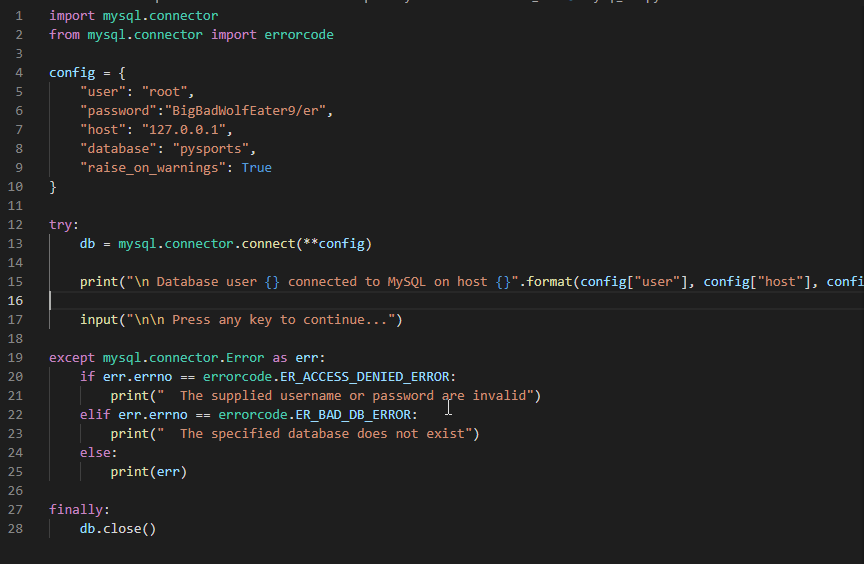 1 import mysql.connector
2 from mysql.connector import errorcode
3
4 config = {
5     "user": "root",
6     "password":"BigBadWolfEater9/er",
7     "host": "127.0.0.1",
8     "database": "pysports",
9     "raise_on_warnings": True
10 }
11
12 try:
13     db = mysql.connector.connect(**config)
14
15     print("\n Database user {} connected to MySQL on host {}".format(config["user"], config["host"], confi
16
17     input("\n\n Press any key to continue...")
18
19 except mysql.connector.Error as err:
20     if err.errno == errorcode.ER_ACCESS_DENIED_ERROR:
21         print("  The supplied username or password are invalid")
22     elif err.errno == errorcode.ER_BAD_DB_ERROR:
23         print("  The specified database does not exist")
24     else:
25         print(err)
26
27 finally:
28     db.close()